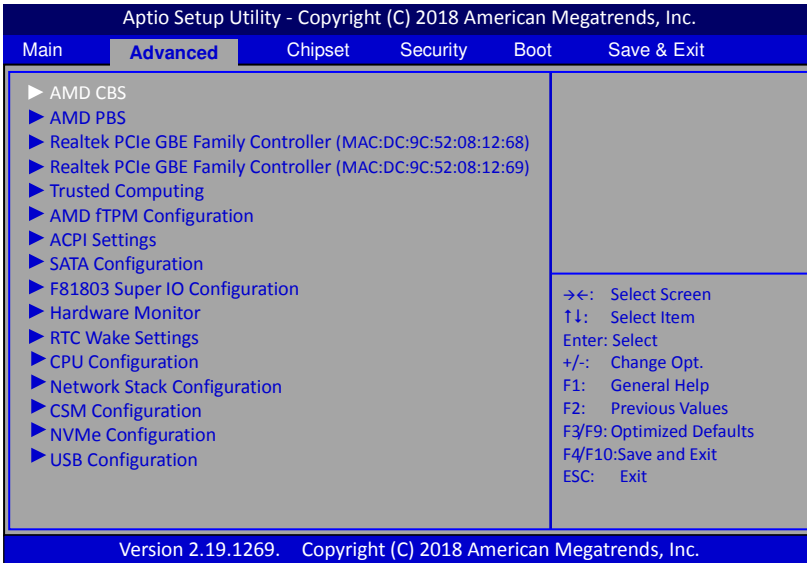 Aptio Setup Utility - Copyright (C) 2018 American Megatrends, Inc.
Main Advanced Chipset Security Boot Save & Exit
► AMD CBS
► AMD PBS
► Realtek PCIe GBE Family Controller (MAC:DC:9C:52:08:12:68)
► Realtek PCIe GBE Family Controller (MAC:DC:9C:52:08:12:69)
► Trusted Computing
► AMD fTPM Configuration
► ACPI Settings
► SATA Configuration
► F81803 Super IO Configuration
► Hardware Monitor
► RTC Wake Settings
► CPU Configuration
► Network Stack Configuration
► CSM Configuration
► NVMe Configuration
► USB Configuration
→←: Select Screen
↑↓: Select Item
Enter: Select
+/-: Change Opt.
F1: General Help
F2: Previous Values
F3/F9: Optimized Defaults
F4/F10:Save and Exit
ESC: Exit
Version 2.19.1269. Copyright (C) 2018 American Megatrends, Inc.